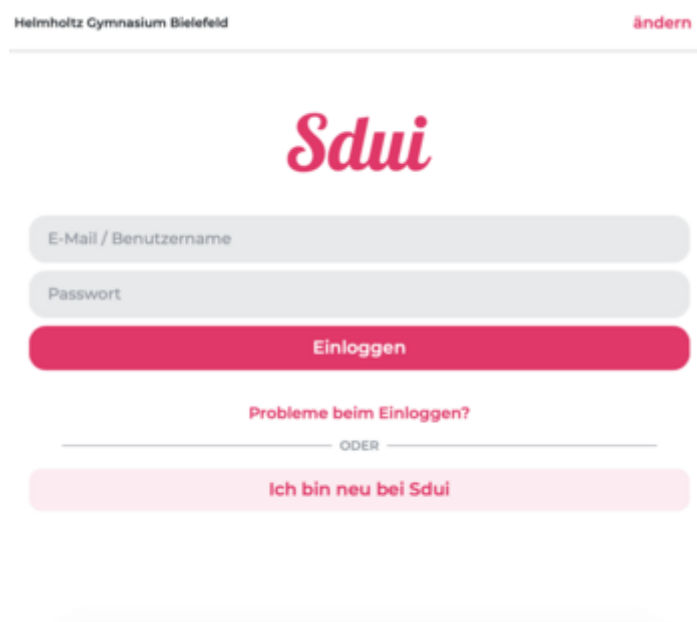 Helmholtz Gymnasium Bielefeld ändern
Sdui
E-Mail / Benutzername
Passwort
Einloggen
Probleme beim Einloggen?
ODER
Ich bin neu bei Sdui